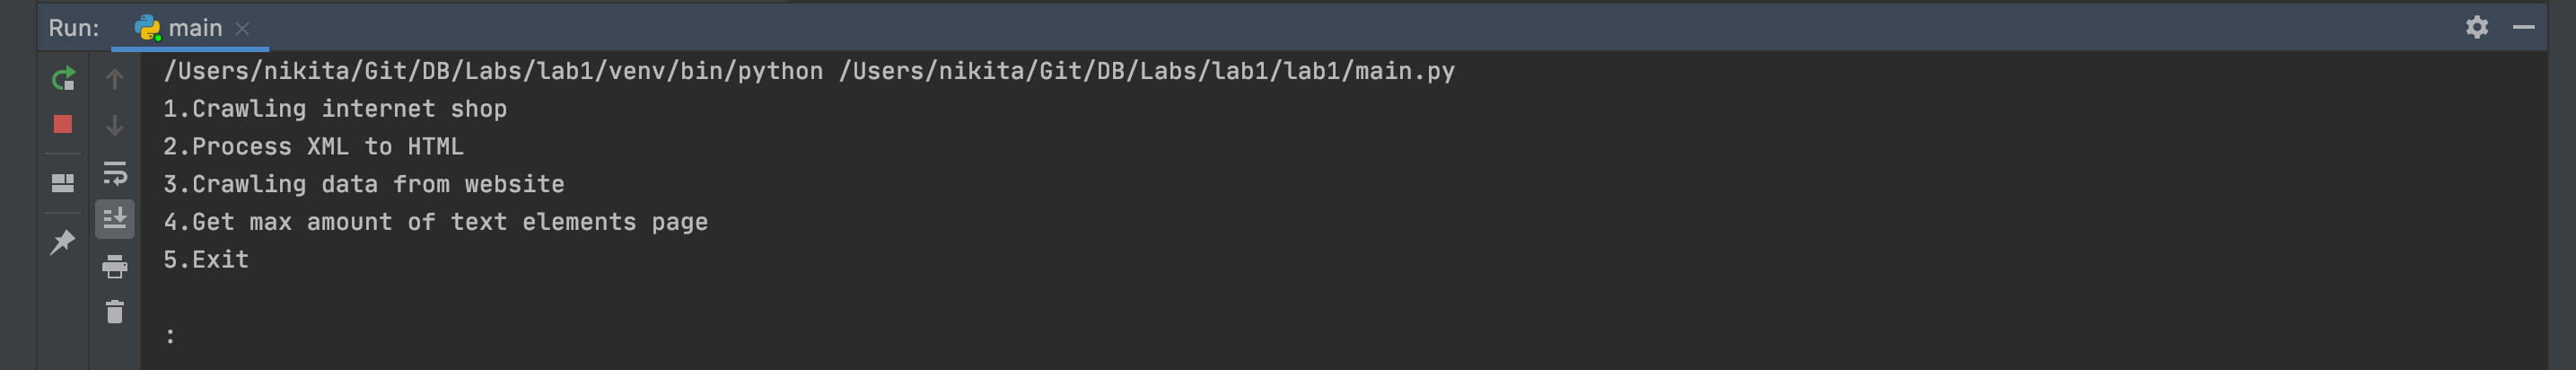 Run: main
/Users/nikita/Git/DB/Labs/lab1/venv/bin/python /Users/nikita/Git/DB/Labs/lab1/lab1/main.py
1.Crawling internet shop
2.Process XML to HTML
3.Crawling data from website
4.Get max amount of text elements page
5.Exit
: